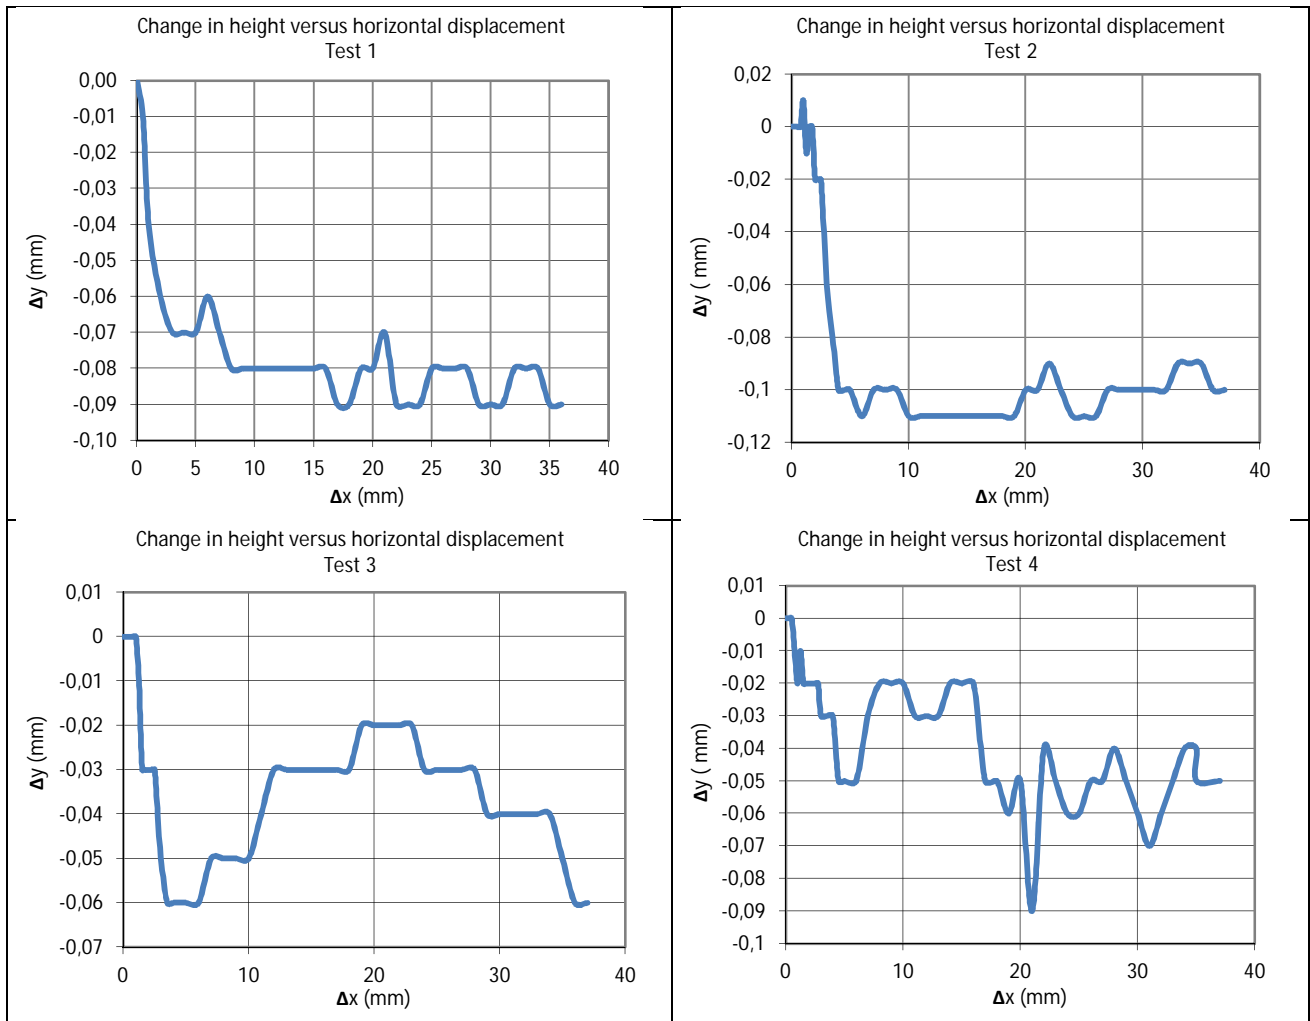 Change in height versus horizontal displacement
Test 1
0,00
-0,01
-0,02
-0,03
-0,04
-0,05
-0,06
-0,07
-0,08
-0,09
-0,10
Δy (mm)
0 5 10 15 20 25 30 35 40
Δx (mm)
Change in height versus horizontal displacement
Test 2
0,02
0
-0,02
-0,04
-0,06
-0,08
-0,1
-0,12
Δy ( mm)
0 10 20 30 40
Δx (mm)
Change in height versus horizontal displacement
Test 3
0,01
0
-0,01
-0,02
-0,03
-0,04
-0,05
-0,06
-0,07
Δy (mm)
0 10 20 30 40
Δx (mm)
Change in height versus horizontal displacement
Test 4
0,01
0
-0,01
-0,02
-0,03
-0,04
-0,05
-0,06
-0,07
-0,08
-0,09
-0,1
Δy ( mm)
0 10 20 30 40
Δx (mm)